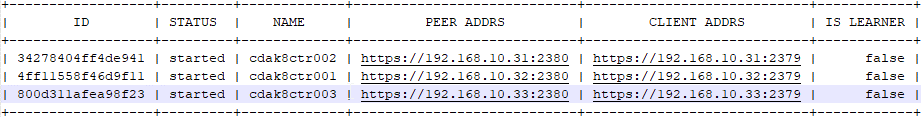 | ID | STATUS | NAME | PEER ADDRS | CLIENT ADDRS | IS LEARNER |
| 34278404ff4de941 | started | cdak8ctr002 | https://192.168.10.31:2380 | https://192.168.10.31:2379 | false |
| 4ff11558f46d9f11 | started | cdak8ctr001 | https://192.168.10.32:2380 | https://192.168.10.32:2379 | false |
| 800d311afea98f23 | started | cdak8ctr003 | https://192.168.10.33:2380 | https://192.168.10.33:2379 | false |